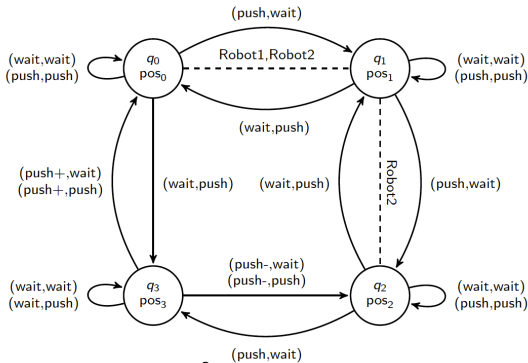 (push,wait)
q0
pos0
Robot1,Robot2
q1
pos1
(wait,wait)
(push,push)
(wait,wait)
(push,push)
(wait,push)
(push+,wait)
(push+,push)
(wait,push)
(wait,push)
Robot2
(push,wait)
(push-,wait)
(push-,push)
(wait,wait)
(wait,push)
q3
pos3
q2
pos2
(wait,wait)
(push,push)
(push,wait)